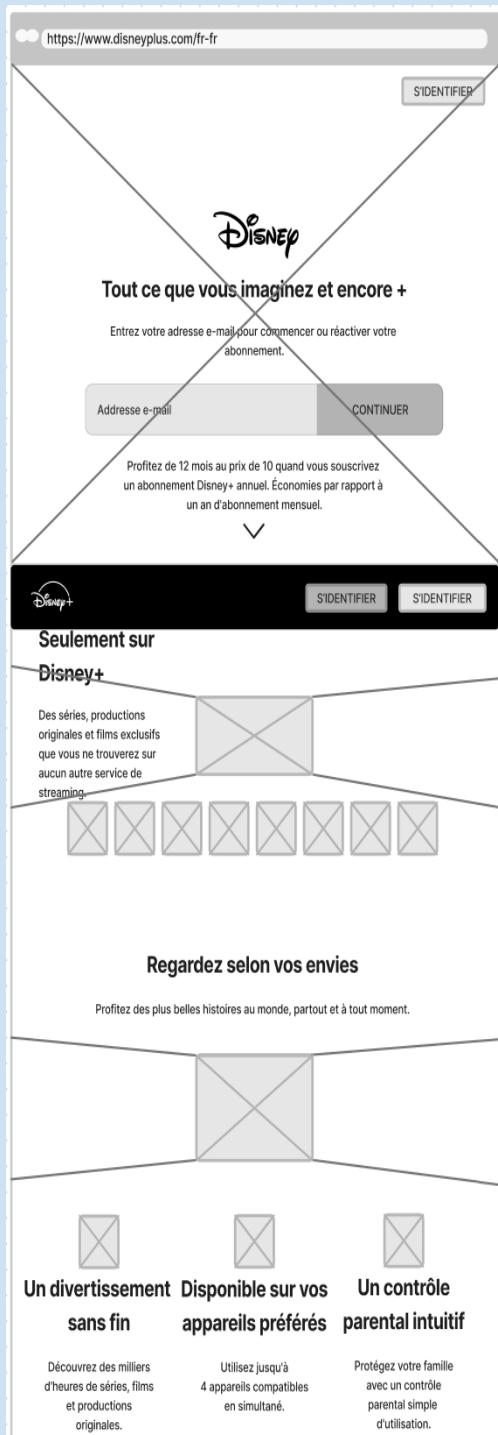 https://www.disneyplus.com/fr-fr
S'IDENTIFIER
Disney
Tout ce que vous imaginez et encore +
Entrez votre adresse e-mail pour commencer ou réactiver votre
abonnement.
Addresse e-mail
CONTINUER
Profitez de 12 mois au prix de 10 quand vous souscrivez
un abonnement Disney+ annuel. Économies par rapport à
un an d'abonnement mensuel.
Disney+
S'IDENTIFIER
S'IDENTIFIER
Seulement sur
Disney+
Des séries, productions
originales et films exclusifs
que vous ne trouverez sur
aucun autre service de
streaming.
Regardez selon vos envies
Profitez des plus belles histoires au monde, partout et à tout moment.
Un divertissement
sans fin
Découvrez des milliers
d'heures de séries, films
et productions
originales.
Disponible sur vos
appareils préférés
Utilisez jusqu'à
4 appareils compatibles
en simultané.
Un contrôle
parental intuitif
Protégez votre famille
avec un contrôle
parental simple
d'utilisation.